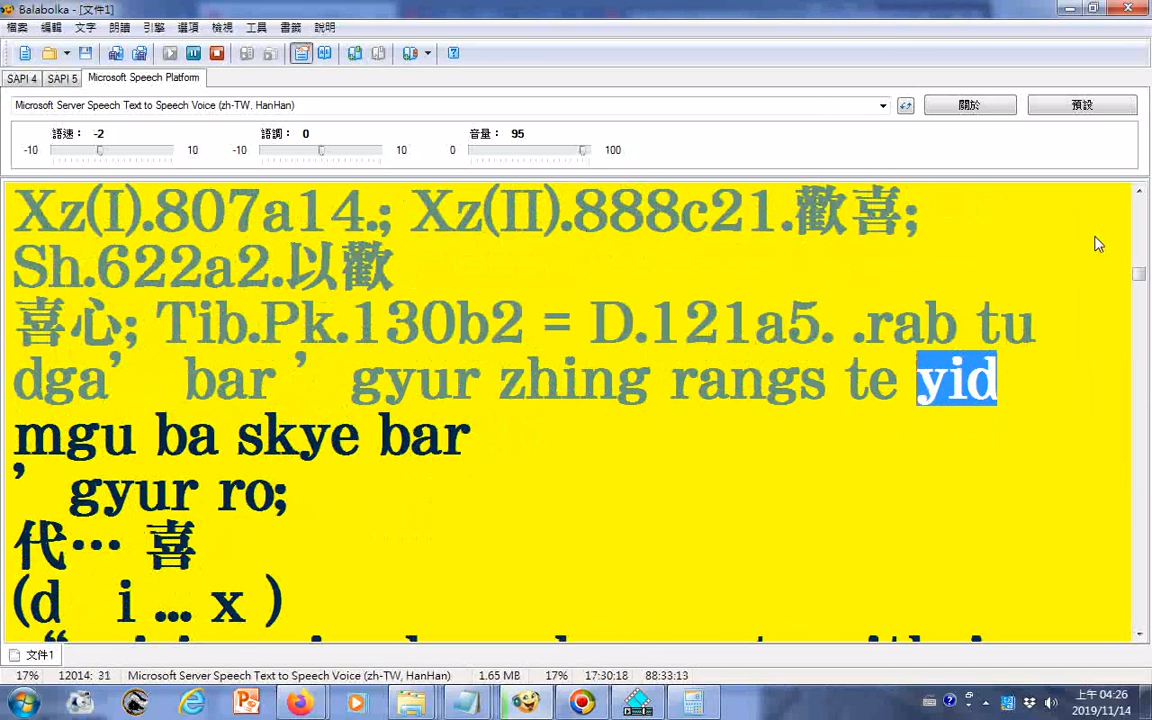 Balabolka - [文件1]
檔案 編輯 文字 朗讀 引擎 選項 檢視 工具 書籤 說明
SAPI 4 SAPI 5 Microsoft Speech Platform
Microsoft Server Speech Text to Speech Voice (zh-TW, HanHan) 關於 預設
語速： -2 語調： 0 音量： 95
-10 10 -10 10 0 100
Xz(I).807a14.; Xz(II).888c21.歡喜;
Sh.622a2.以歡
喜心; Tib.Pk.130b2 = D.121a5. .rab tu
dga’ bar ’ gyur zhing rangs te yid
mgu ba skye bar
’ gyur ro;
代… 喜
(d i … x )
文件1
17% 12014: 31 Microsoft Server Speech Text to Speech Voice (zh-TW, HanHan) 1.65 MB 17% 17:30:18 88:33:13
上午 04:26
2019/11/14